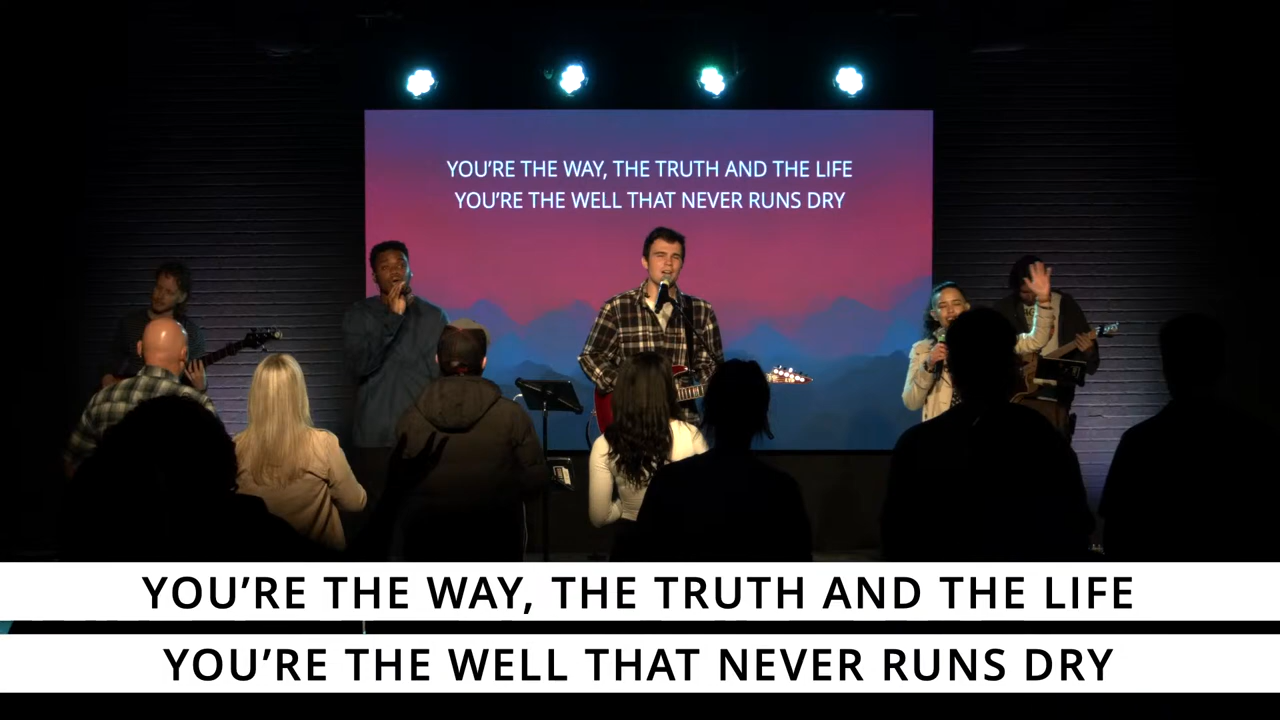 YOU'RE THE WAY, THE TRUTH AND THE LIFE
YOU'RE THE WELL THAT NEVER RUNS DRY
YOU'RE THE WAY, THE TRUTH AND THE LIFE
YOU'RE THE WELL THAT NEVER RUNS DRY